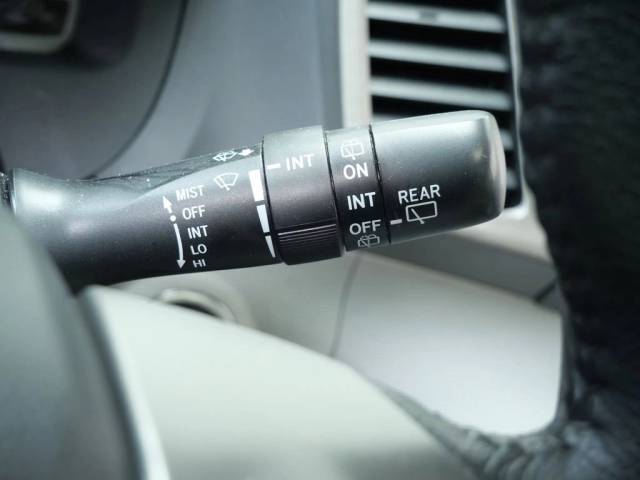 MIST
OFF
INT
LO
HI
INT
ON
INT
OFF
REAR